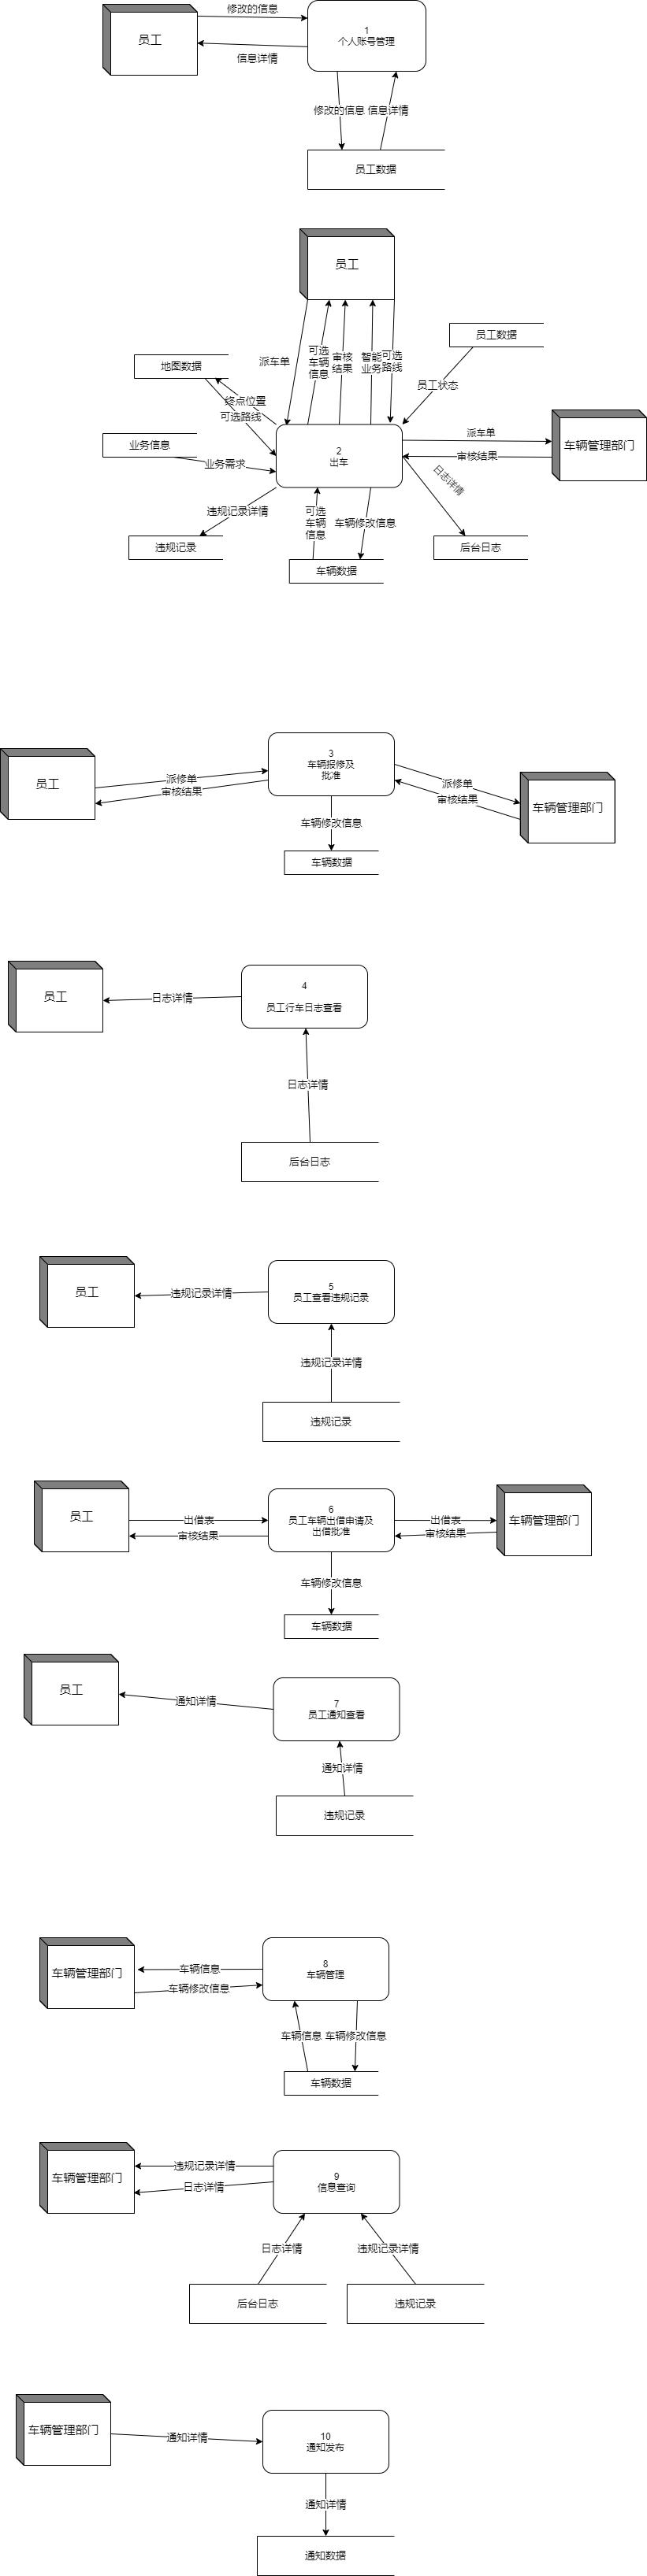 员工
修改的信息
信息详情
1
个人账号管理
修改的信息
信息详情
员工数据
员工
派车单
可选
车辆
信息
审核
结果
智能
业务
可选
路线
员工数据
员工状态
地图数据
终点位置
可选路线
业务信息
业务需求
2
出车
派车单
审核结果
车辆管理部门
日志详情
违规记录详情
违规记录
可选
车辆
信息
车辆修改信息
车辆数据
后台日志
员工
派修单
审核结果
3
车辆报修及
批准
派修单
审核结果
车辆管理部门
车辆修改信息
车辆数据
员工
日志详情
4
员工行车日志查看
日志详情
后台日志
员工
违规记录详情
5
员工查看违规记录
违规记录详情
违规记录
员工
出借表
审核结果
6
员工车辆出借申请及
出借批准
出借表
审核结果
车辆管理部门
车辆修改信息
车辆数据
员工
通知详情
7
员工通知查看
通知详情
违规记录
车辆管理部门
车辆信息
车辆修改信息
8
车辆管理
车辆信息
车辆修改信息
车辆数据
车辆管理部门
违规记录详情
日志详情
9
信息查询
日志详情
违规记录详情
后台日志
违规记录
车辆管理部门
通知详情
10
通知发布
通知详情
通知数据